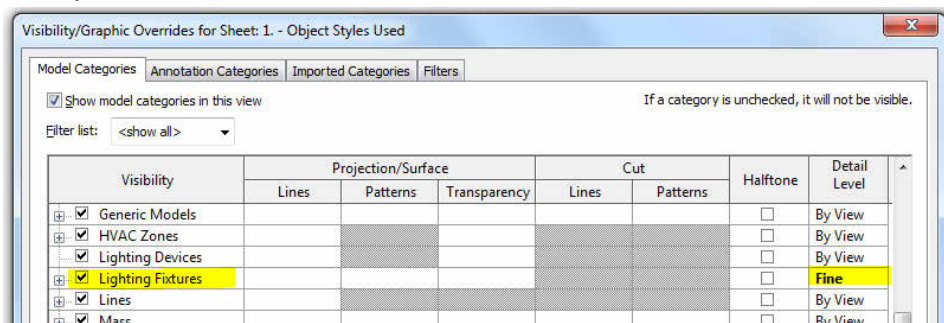 Visibility/Graphic Overrides for Sheet: 1. - Object Styles Used
Model Categories Annotation Categories Imported Categories Filters
Show model categories in this view If a category is unchecked, it will not be visible.
Filter list: <show all>
Visibility Projection/Surface Cut Halftone Detail Level
Lines Patterns Transparency Lines Patterns
Generic Models By View
HVAC Zones By View
Lighting Devices By View
Lighting Fixtures Fine
Lines By View
Mass By View